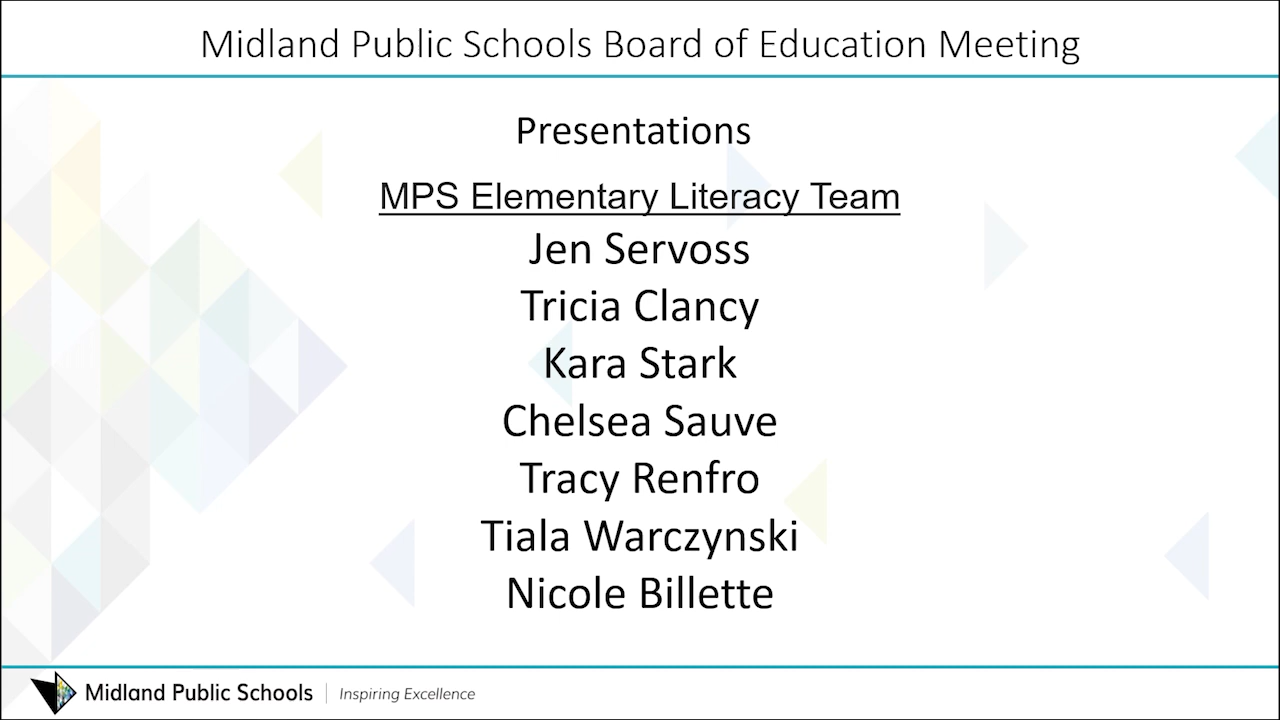 Midland Public Schools Board of Education Meeting
Presentations
MPS Elementary Literacy Team
Jen Servoss
Tricia Clancy
Kara Stark
Chelsea Sauve
Tracy Renfro
Tiala Warczynski
Nicole Billette
Midland Public Schools | Inspiring Excellence